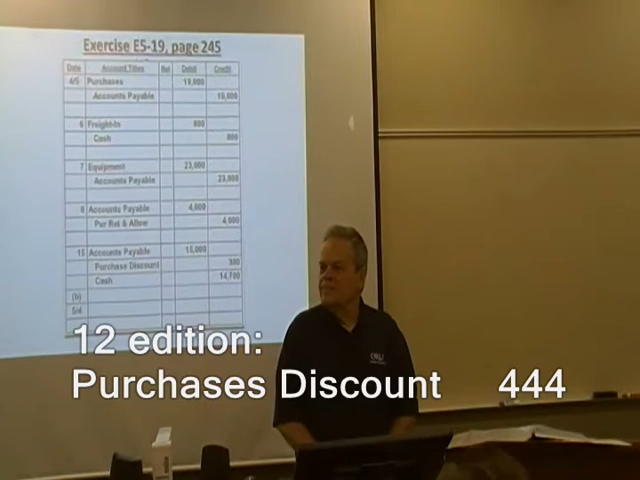 Exercise E5-19, page 245
Date Account Titles Ref Debit Credit
4/5 Purchases 19,000
Accounts Payable 19,000
6 Freight-In 800
Cash 800
7 Equipment 23,000
Accounts Payable 23,000
8 Accounts Payable 4,000
Pur Ret & Allow 4,000
15 Accounts Payable 15,000
Purchase Discount 300
Cash 14,700
(b)
5/4
12 edition:
Purchases Discount 444